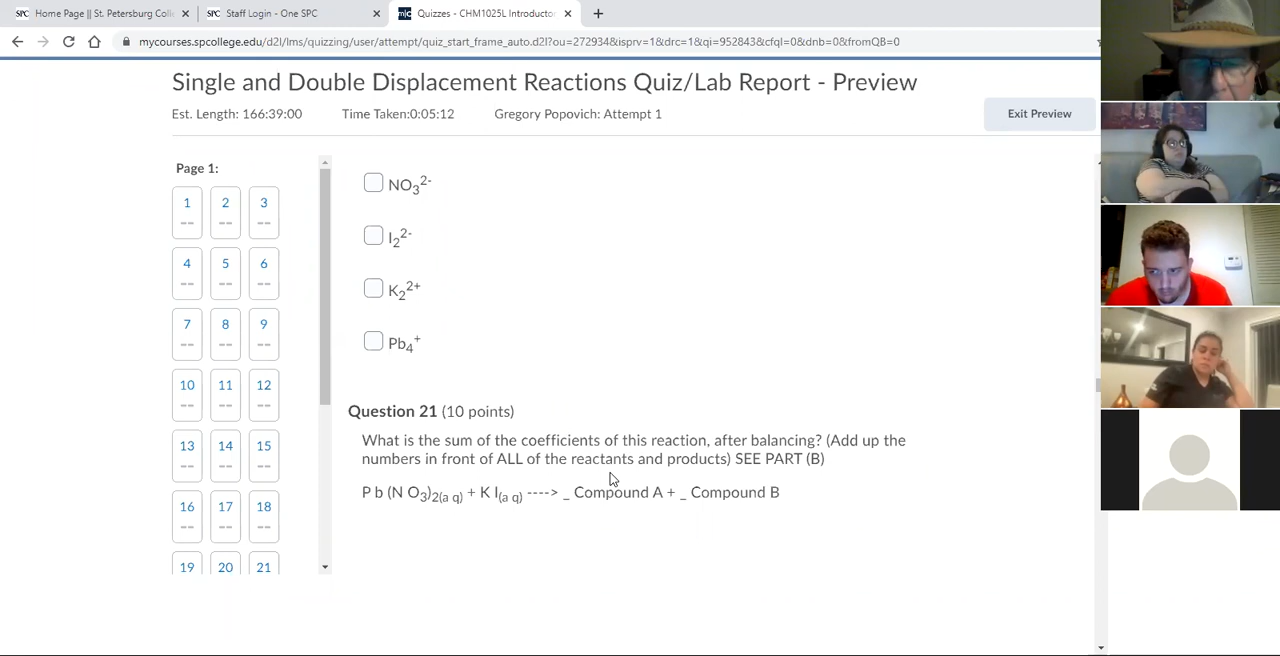 SPC Home Page || St. Petersburg Colle
SPC Staff Login - One SPC
Quizzes - CHM1025L Introductor
mycourses.spcollege.edu/d2l/lms/quizzing/user/attempt/quiz_start_frame_auto.d2l?ou=272934&isprv=1&drc=1&qi=952843&cfql=0&dnb=0&fromQB=0
Single and Double Displacement Reactions Quiz/Lab Report - Preview
Est. Length: 166:39:00 Time Taken:0:05:12 Gregory Popovich: Attempt 1
Exit Preview
Page 1:
1 2 3
-- -- --
4 5 6
-- -- --
7 8 9
-- -- --
10 11 12
-- -- --
13 14 15
-- -- --
16 17 18
-- -- --
19 20 21
NO3 2-
I2 2-
K2 2+
Pb4 +
Question 21 (10 points)
What is the sum of the coefficients of this reaction, after balancing? (Add up the
numbers in front of ALL of the reactants and products) SEE PART (B)
P b (N O3)2(a q) + K I(a q) ----> _ Compound A + _ Compound B